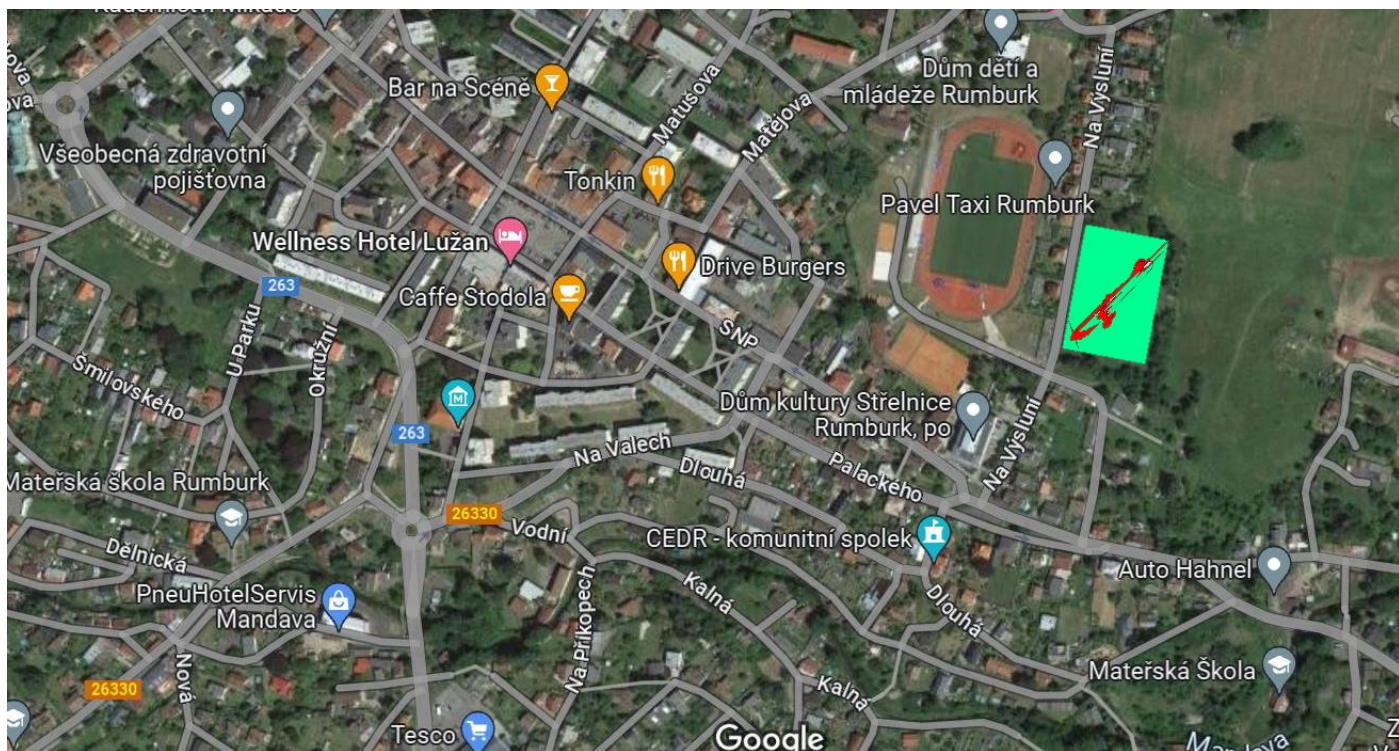 Bar na Scéně
Matušova
Matějova
Dům dětí a
mládeže Rumburk
Na Výsluní
Všeobecná zdravotní
pojišťovna
Tonkin
Pavel Taxi Rumburk
Wellness Hotel Lužan
Drive Burgers
263
Caffe Stodola
U Parku
Okružní
SNP
Šmilovského
263
Dům kultury Střelnice
Rumburk, po
Na Valech
Dlouhá
Palackého
Na Výsluní
Mateřská škola Rumburk
26330
Vodní
CEDR - komunitní spolek
Dělnická
Auto Hahnel
PneuHotelServis
Mandava
Kalná
Dlouhá
Na Příkopech
Nová
Mateřská Škola
26330
Kalná
Tesco
Google
Mandava